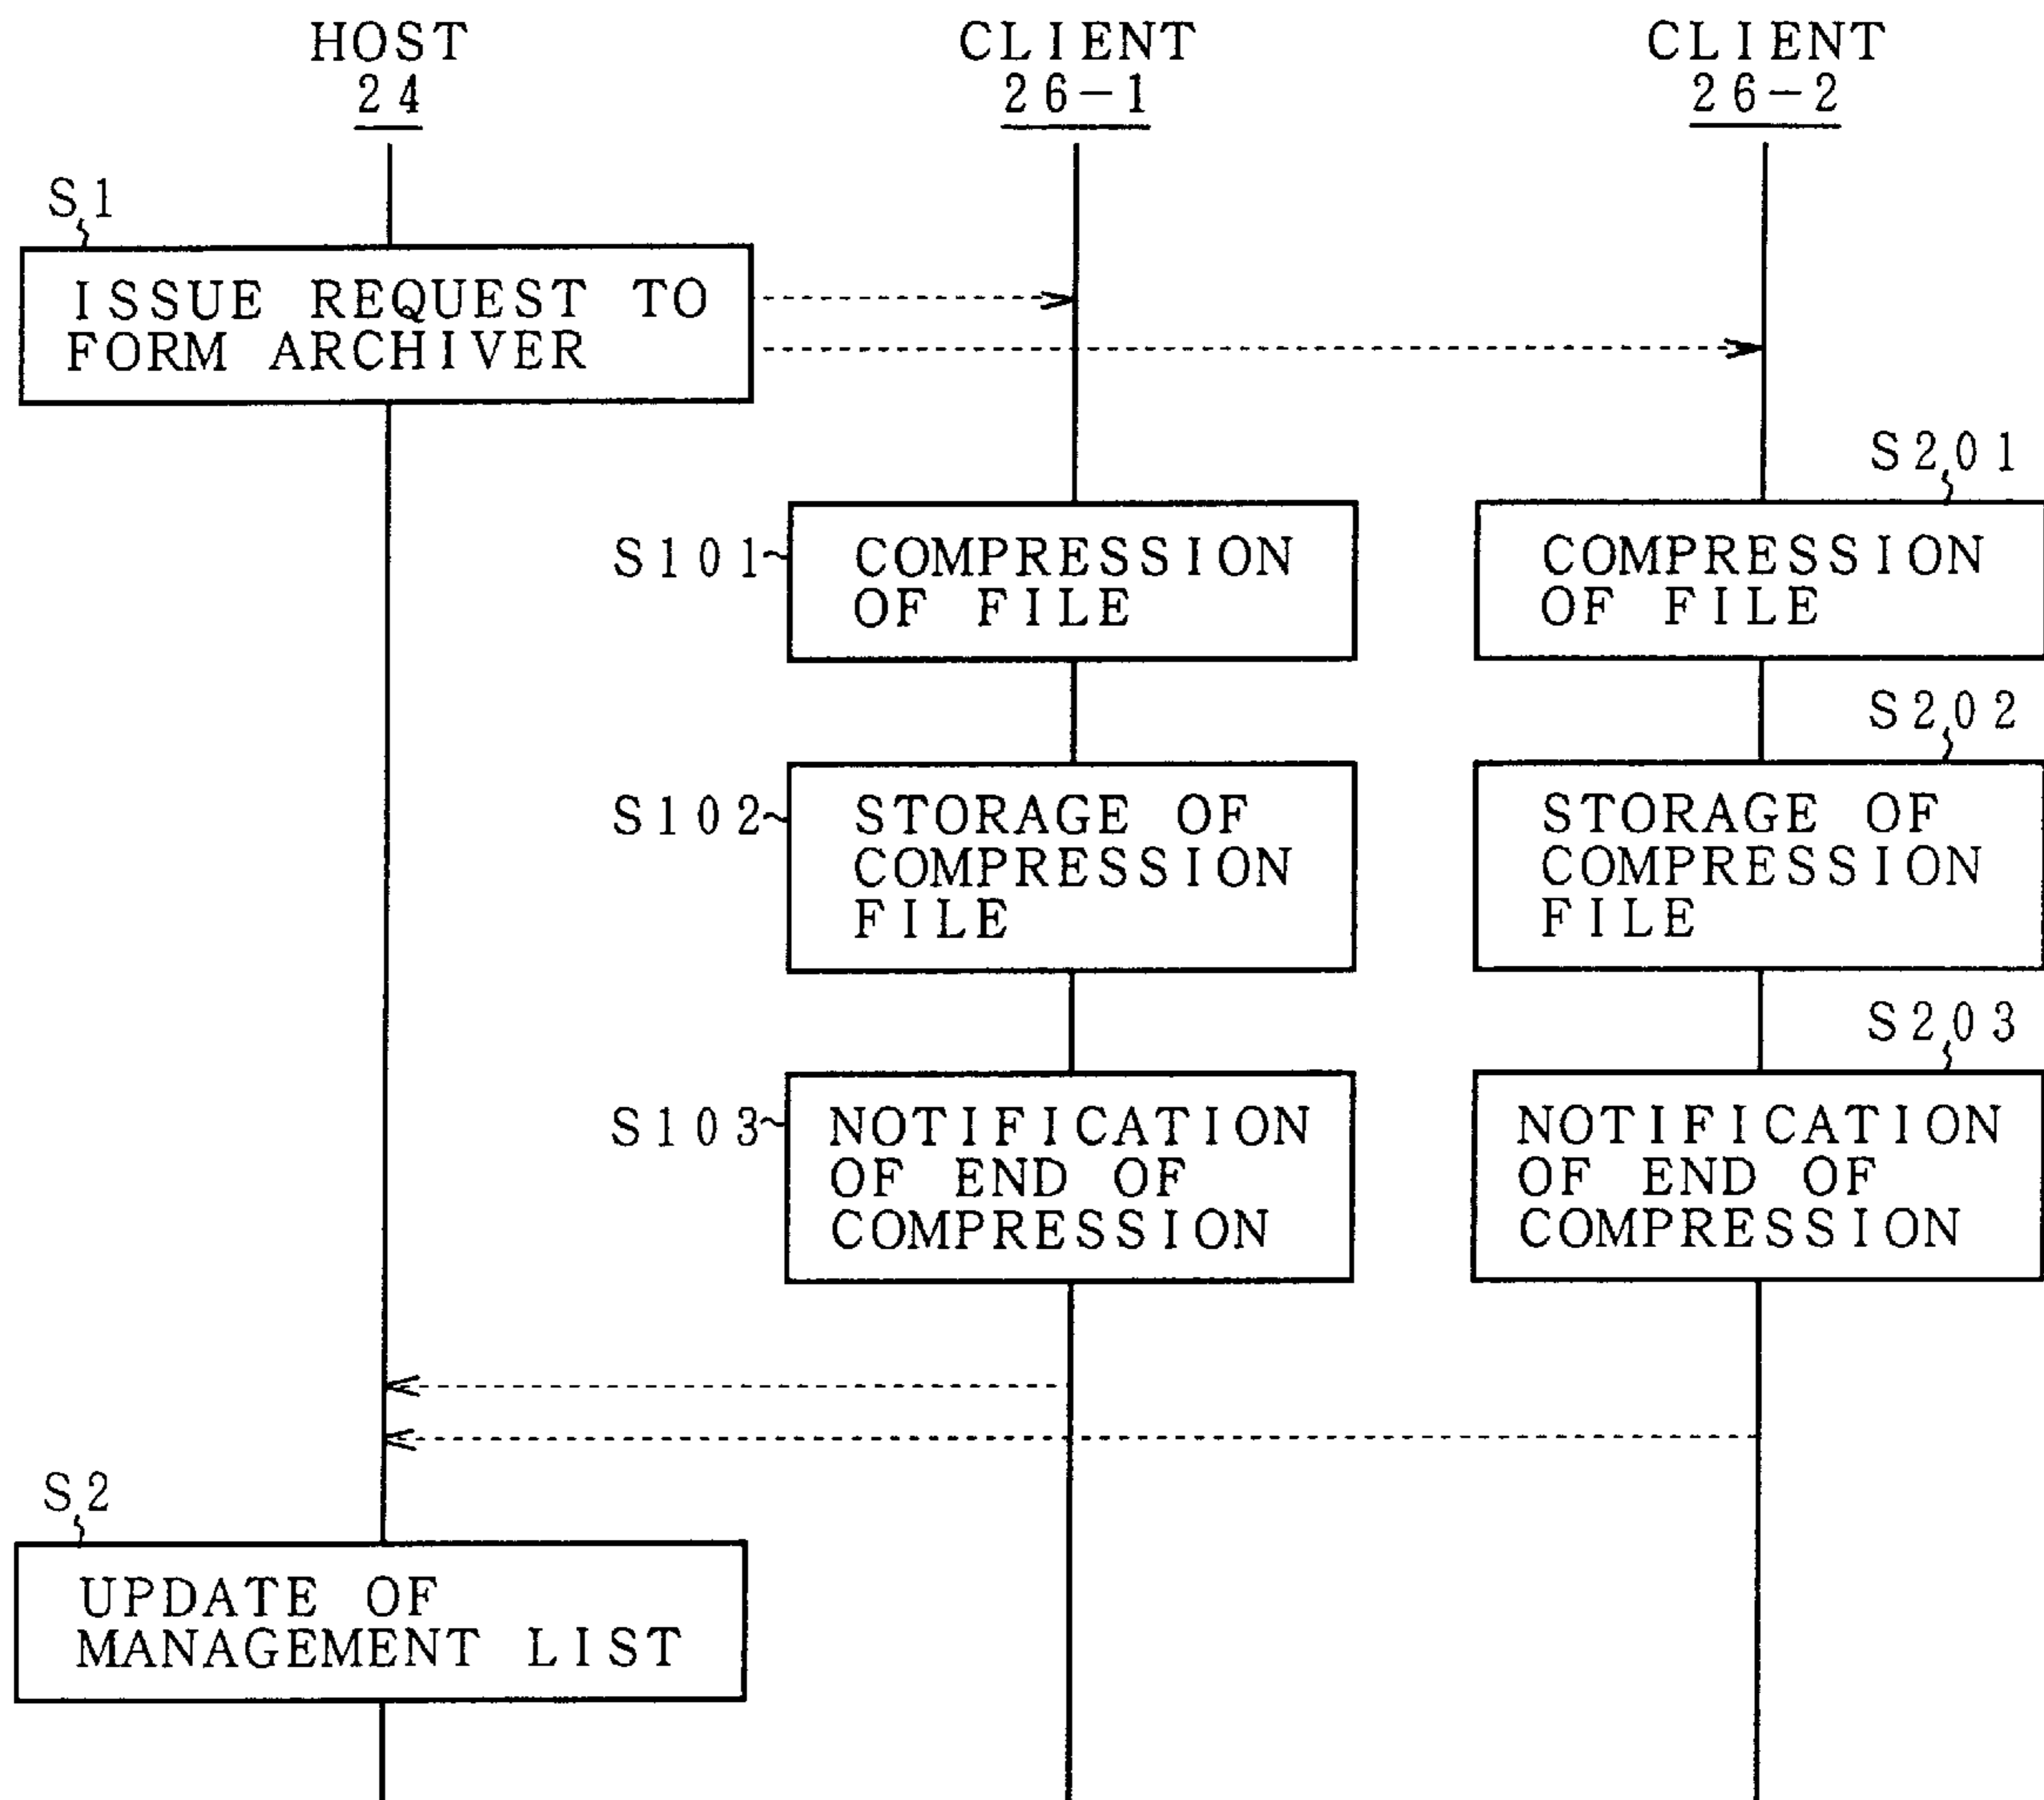 HOST
24
CLIENT
26-1
CLIENT
26-2
S1
ISSUE REQUEST TO
FORM ARCHIVER
S201
S101
COMPRESSION
OF FILE
COMPRESSION
OF FILE
S202
S102
STORAGE OF
COMPRESSION
FILE
STORAGE OF
COMPRESSION
FILE
S203
S103
NOTIFICATION
OF END OF
COMPRESSION
NOTIFICATION
OF END OF
COMPRESSION
S2
UPDATE OF
MANAGEMENT LIST